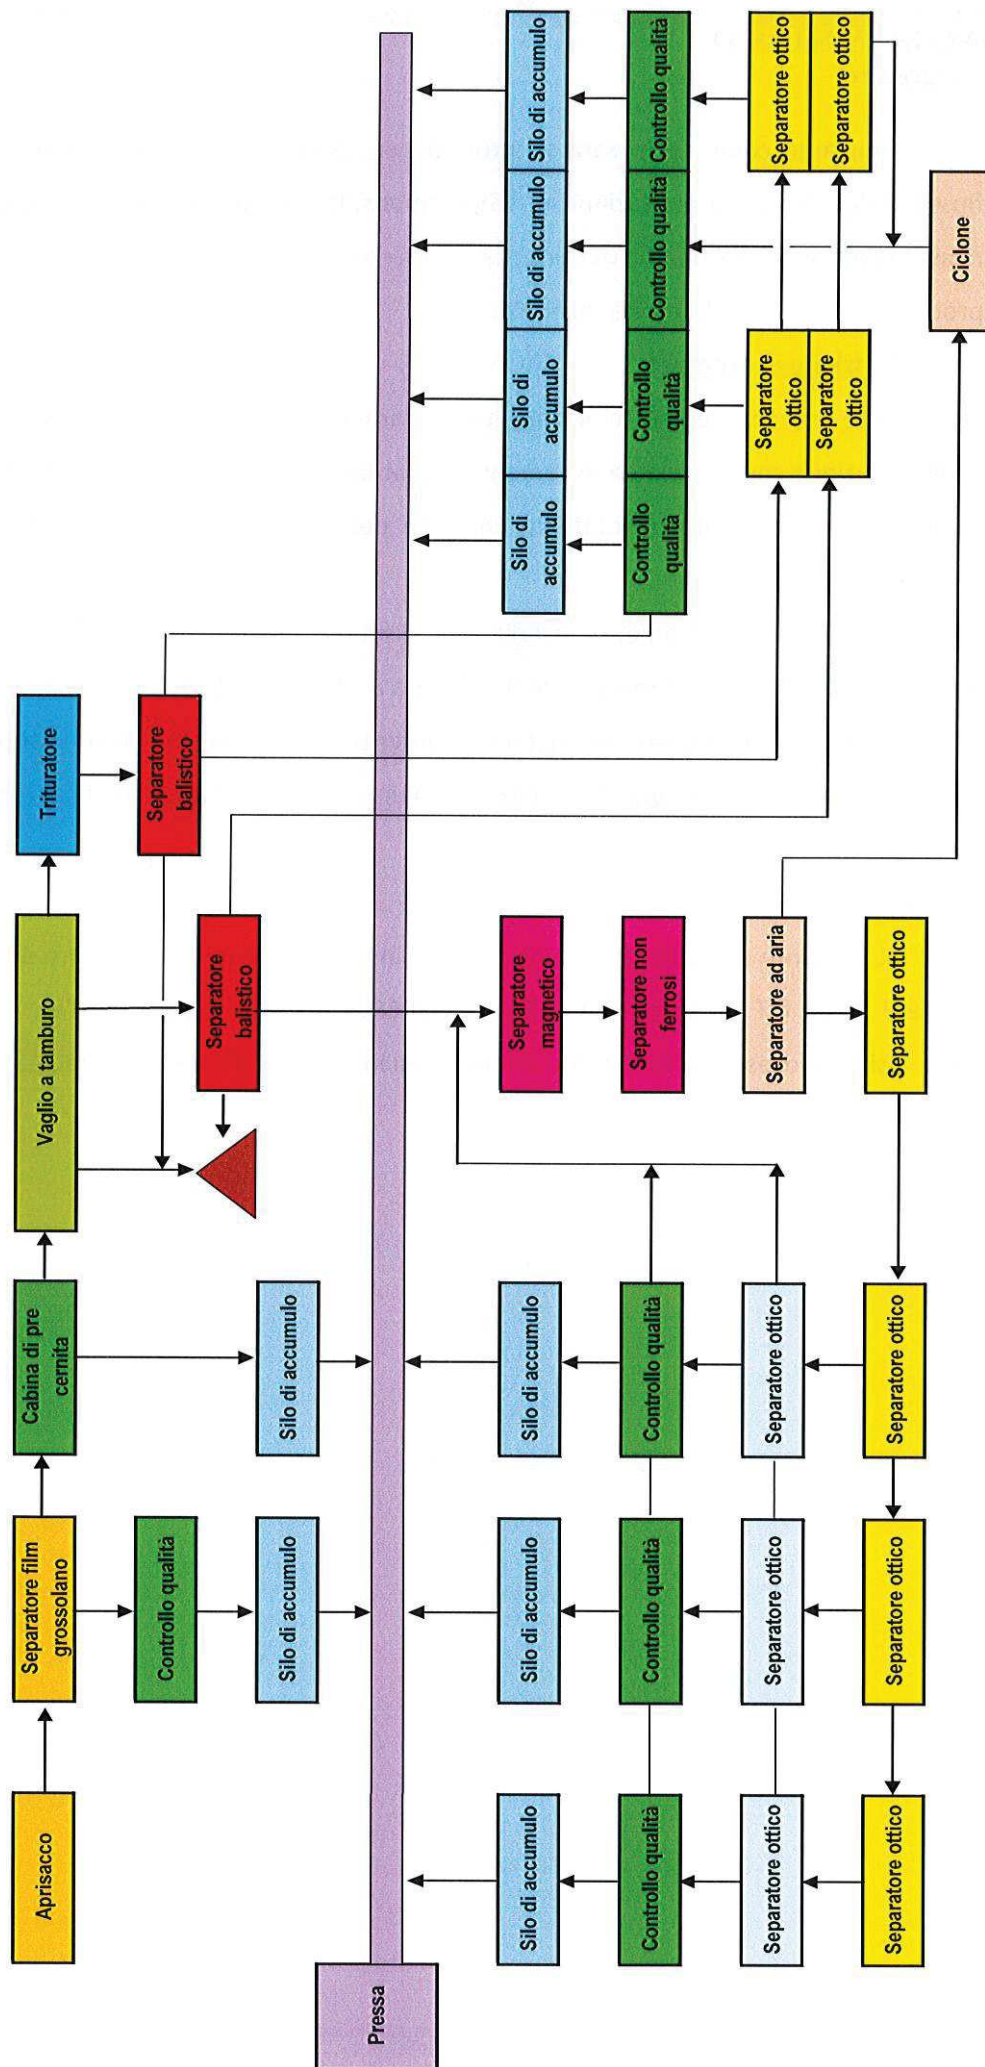 Aprisacco
Separatore film
grossolano
Cabina di pre
cernita
Vaglio a tamburo
Trituratore
Controllo qualità
Separatore
balistico
Silo di accumulo
Silo di accumulo
Separatore
balistico
Pressa
Silo di accumulo
Silo di accumulo
Silo di accumulo
Separatore
magnetico
Silo di
accumulo
Silo di
accumulo
Silo di accumulo
Silo di accumulo
Controllo qualità
Controllo qualità
Controllo qualità
Separatore non
ferrosi
Controllo
qualità
Controllo
qualità
Controllo qualità
Controllo qualità
Separatore ottico
Separatore ottico
Separatore ottico
Separatore ad aria
Separatore
ottico
Separatore ottico
Separatore
ottico
Separatore ottico
Separatore ottico
Separatore ottico
Separatore ottico
Separatore ottico
Ciclone